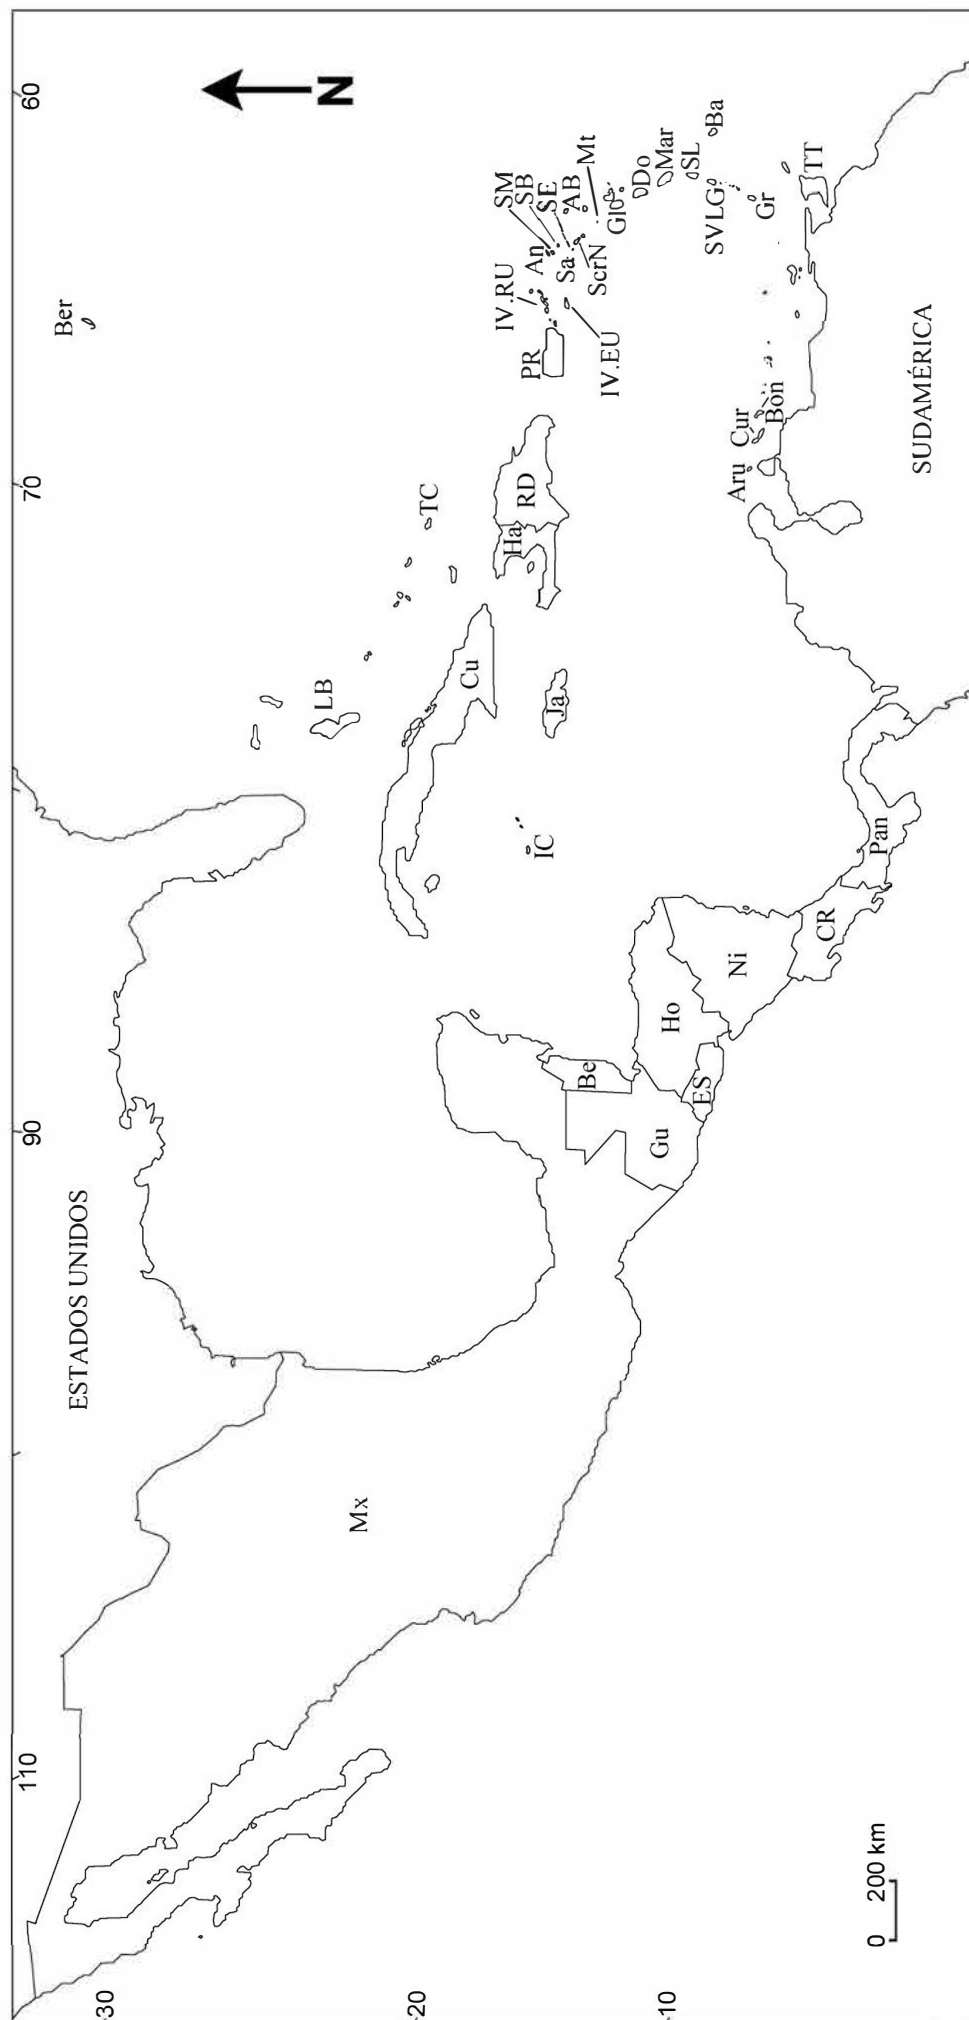 ESTADOS UNIDOS
N
Ber
LB
TC
Cu
Mx
IC
Ja
Ha
RD
PR
IV.RU
An
SM
SB
SE
AB
Mt
Sa
ScrN
IV.EU
Gl
Do
Mar
SL
Ba
SVLG
Gr
TT
Be
Gu
Ho
ES
Ni
CR
Pan
Aru
Cur
Bon
SUDAMÉRICA
30
20
10
110
90
70
60
0 200 km